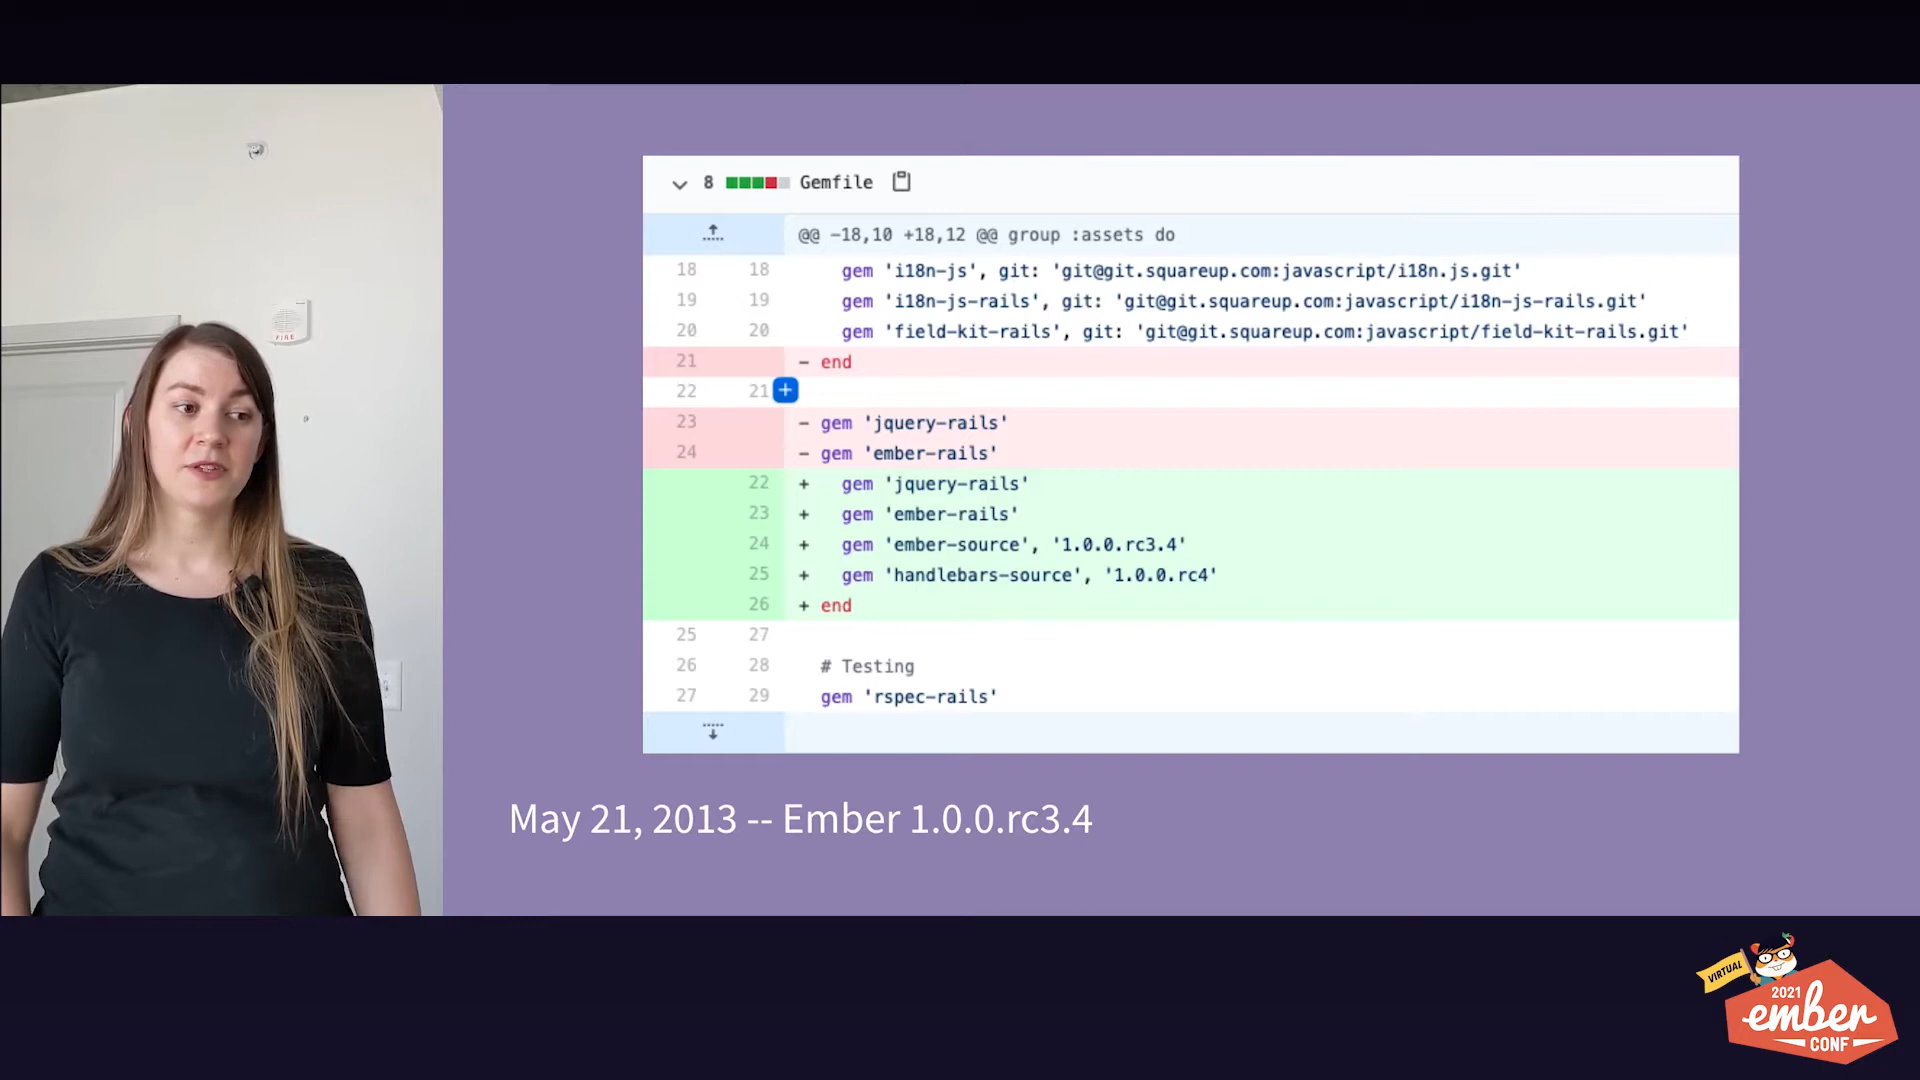 FIRE
8 Gemfile
@@ -18,10 +18,12 @@ group :assets do
18 18 gem 'i18n-js', git: 'git@git.squareup.com:javascript/i18n.js.git'
19 19 gem 'i18n-js-rails', git: 'git@git.squareup.com:javascript/i18n-js-rails.git'
20 20 gem 'field-kit-rails', git: 'git@git.squareup.com:javascript/field-kit-rails.git'
21 - end
22 21 +
23 - gem 'jquery-rails'
24 - gem 'ember-rails'
22 + gem 'jquery-rails'
23 + gem 'ember-rails'
24 + gem 'ember-source', '1.0.0.rc3.4'
25 + gem 'handlebars-source', '1.0.0.rc4'
26 + end
25 27
26 28 # Testing
27 29 gem 'rspec-rails'
May 21, 2013 -- Ember 1.0.0.rc3.4
VIRTUAL
2021
ember
CONF